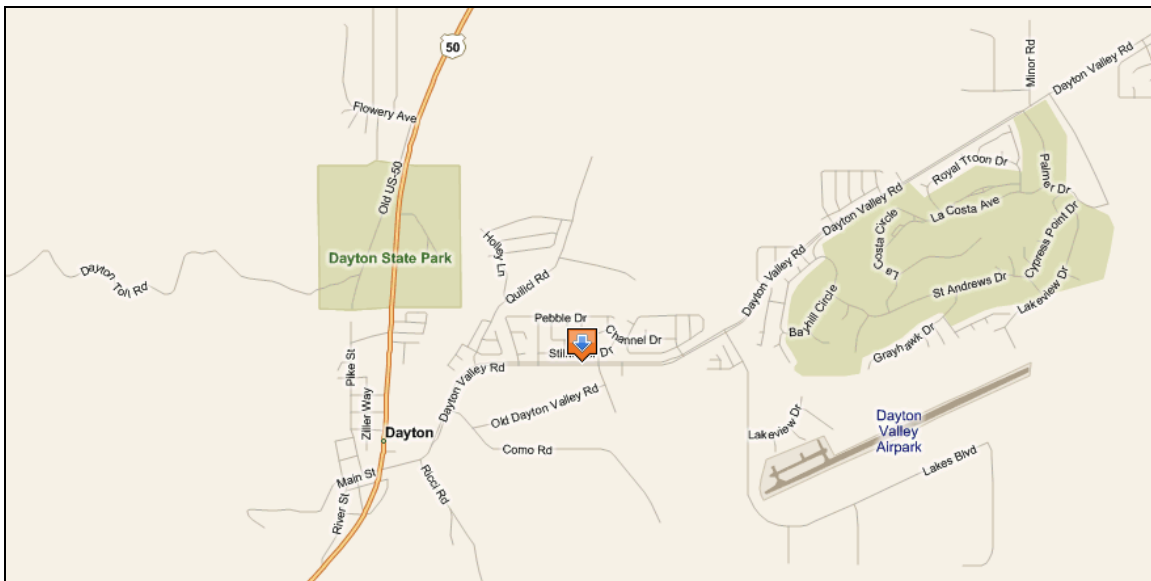 50
Minor Rd
Dayton Valley Rd
Flowery Ave
Old US-50
Royal Troon Dr
Palmer Dr
Dayton Valley Rd
La Costa Ave
La Costa Circle
Cypress Point Dr
Holley Ln
Dayton State Park
Dayton Toll Rd
Quilici Rd
Dayton Valley Rd
St Andrews Dr
Lakeview Dr
Bayhill Circle
Pebble Dr
Channel Dr
Dr
Grayhawk Dr
Pike St
Dayton Valley Rd
Old Dayton Valley Rd
Ziller Way
Dayton
Lakeview Dr
Dayton
Valley
Airpark
Como Rd
Lakes Blvd
Main St
Ricci Rd
River St